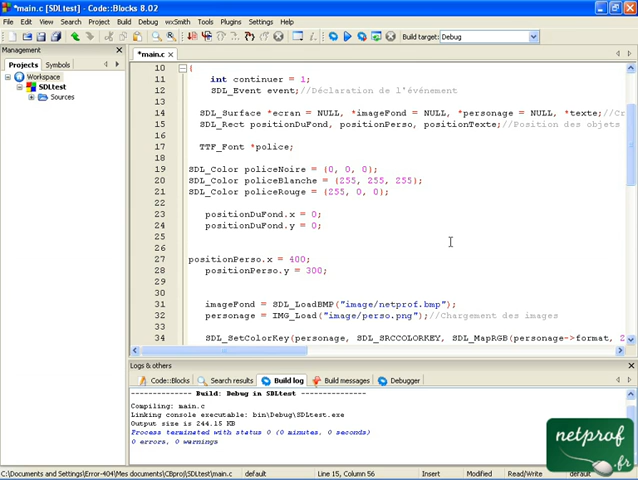 *main.c [SDLtest] - Code::Blocks 8.02
File Edit View Search Project Build Debug wxSmith Tools Plugins Settings Help
Build target: Debug
Management
Projects Symbols
Workspace
SDLtest
Sources
*main.c
10 {
11 int continuer = 1;
12 SDL_Event event;//Déclaration de l'événement
13
14 SDL_Surface *ecran = NULL, *imageFond = NULL, *personage = NULL, *texte;//Cr
15 SDL_Rect positionDuFond, positionPerso, positionTexte;//Position des objets
16
17 TTF_Font *police;
18
19 SDL_Color policeNoire = {0, 0, 0};
20 SDL_Color policeBlanche = {255, 255, 255};
21 SDL_Color policeRouge = {255, 0, 0};
22
23 positionDuFond.x = 0;
24 positionDuFond.y = 0;
25
26
27 positionPerso.x = 400;
28 positionPerso.y = 300;
29
30
31 imageFond = SDL_LoadBMP("image/netprof.bmp");
32 personage = IMG_Load("image/perso.png");//Chargement des images
33
34 SDL_SetColorKey(personage, SDL_SRCCOLORKEY, SDL_MapRGB(personage->format, 2
Logs & others
Code::Blocks Search results Build log Build messages Debugger
-------------- Build: Debug in SDLtest ---------------
Compiling: main.c
Linking console executable: bin\Debug\SDLtest.exe
Output size is 244.15 KB
Process terminated with status 0 (0 minutes, 0 seconds)
0 errors, 0 warnings
netprof
.fr
C:\Documents and Settings\Error-404\Mes documents\CBproj\SDLtest\main.c default Line 15, Column 56 Insert Modified Read/Write default